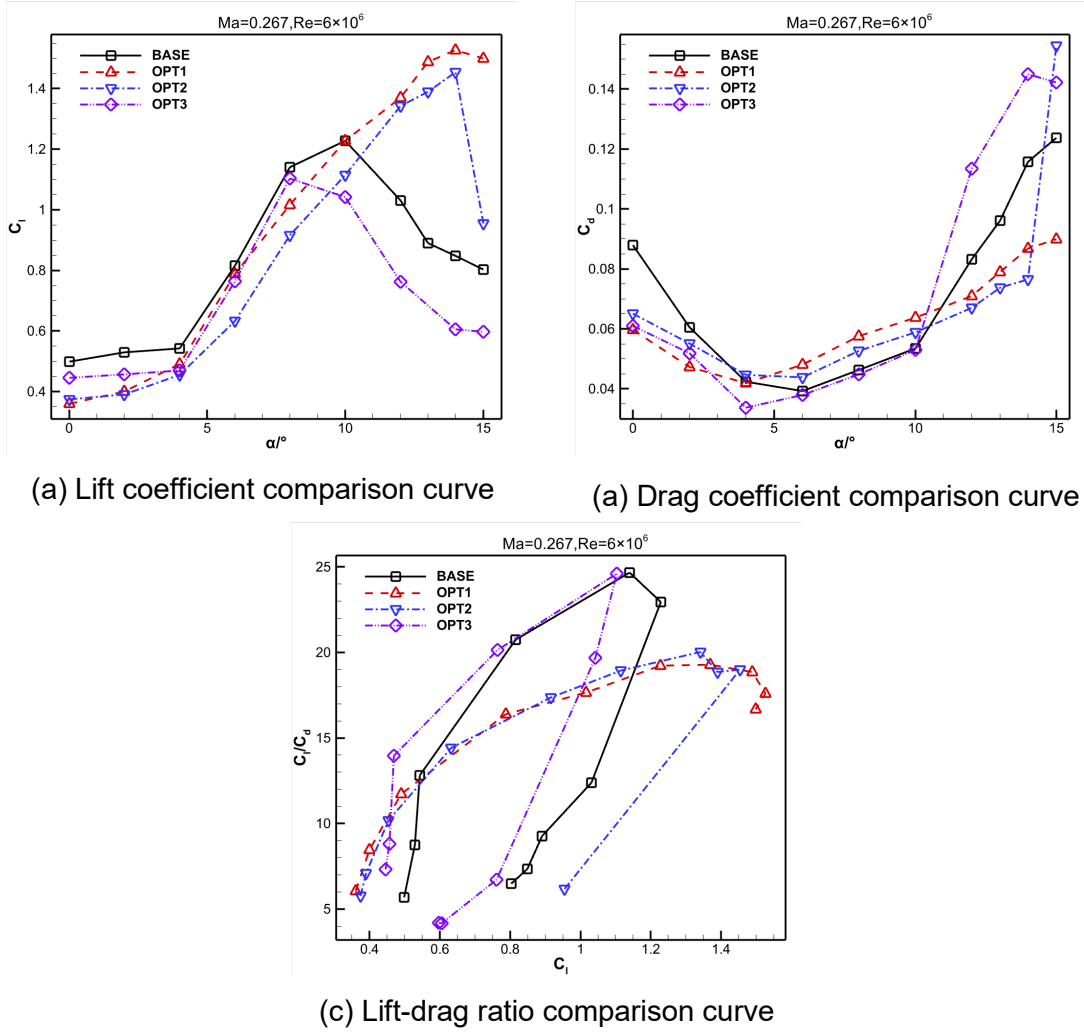 Ma=0.267,Re=6×10⁶
BASE
OPT1
OPT2
OPT3
1.4
1.2
1
0.8
0.6
0.4
Cₗ
0
5
10
15
α/°
(a) Lift coefficient comparison curve
Ma=0.267,Re=6×10⁶
BASE
OPT1
OPT2
OPT3
0.14
0.12
0.1
0.08
0.06
0.04
C_d
0
5
10
15
α/°
(a) Drag coefficient comparison curve
Ma=0.267,Re=6×10⁶
BASE
OPT1
OPT2
OPT3
25
20
15
10
5
Cₗ/C_d
0.4
0.6
0.8
1
1.2
1.4
Cₗ
(c) Lift-drag ratio comparison curve